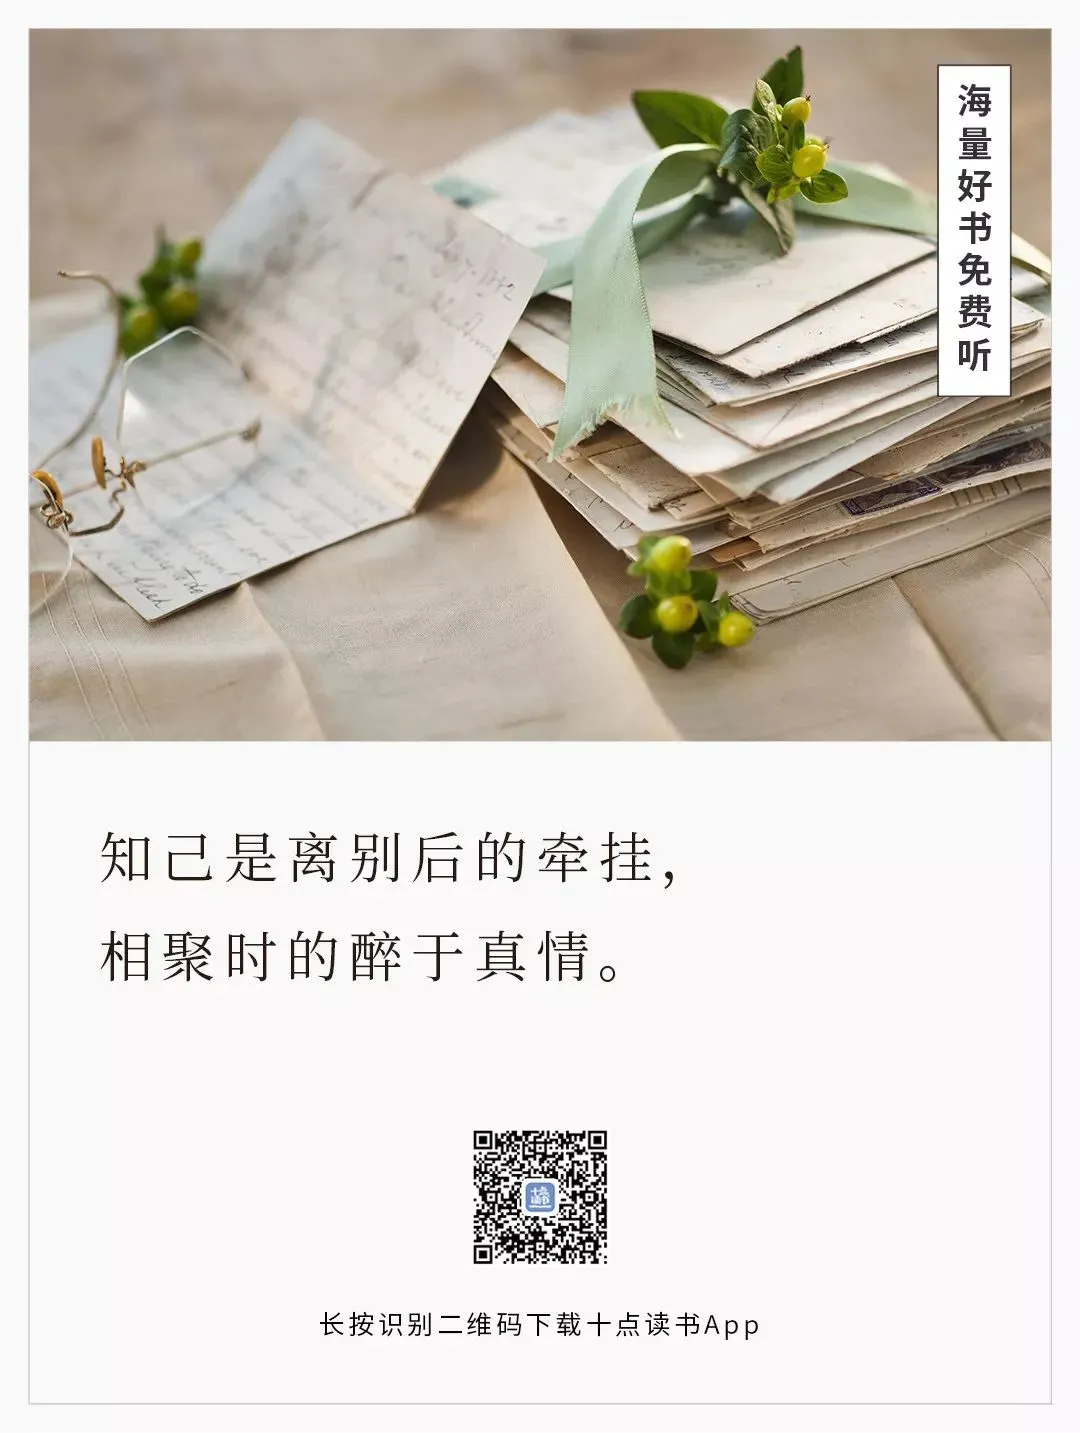 海量好书免费听
知己是离别后的牵挂，
相聚时的醉于真情。
长按识别二维码下载十点读书App